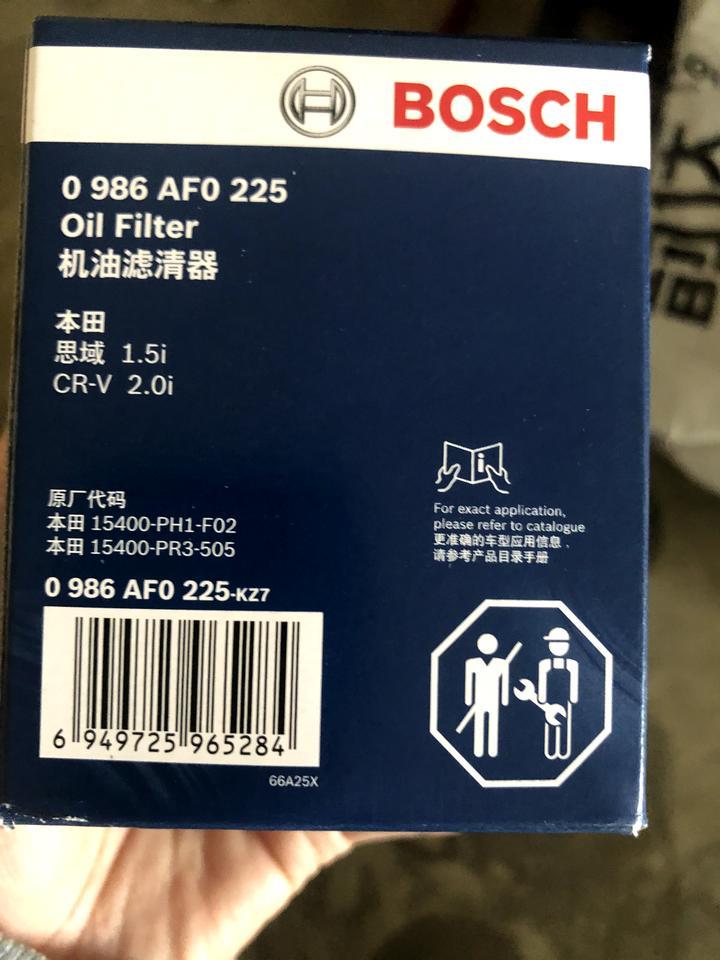 BOSCH
0 986 AF0 225
Oil Filter
机油滤清器
本田
思域 1.5i
CR-V 2.0i
For exact application,
please refer to catalogue
更准确的车型应用信息，
请参考产品目录手册
原厂代码
本田 15400-PH1-F02
本田 15400-PR3-505
0 986 AF0 225-KZ7
6 949725 965284
66A25X